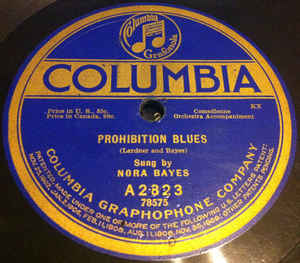 Columbia
Grafonola
COLUMBIA
Price in U. S., 85c.
Price in Canada, 90c.
Comedienne
Orchestra Accompaniment
EX
PROHIBITION BLUES
(Lardner and Bayes)
Sung by
NORA BAYES
A2823
78575
COLUMBIA GRAPHOPHONE COMPANY